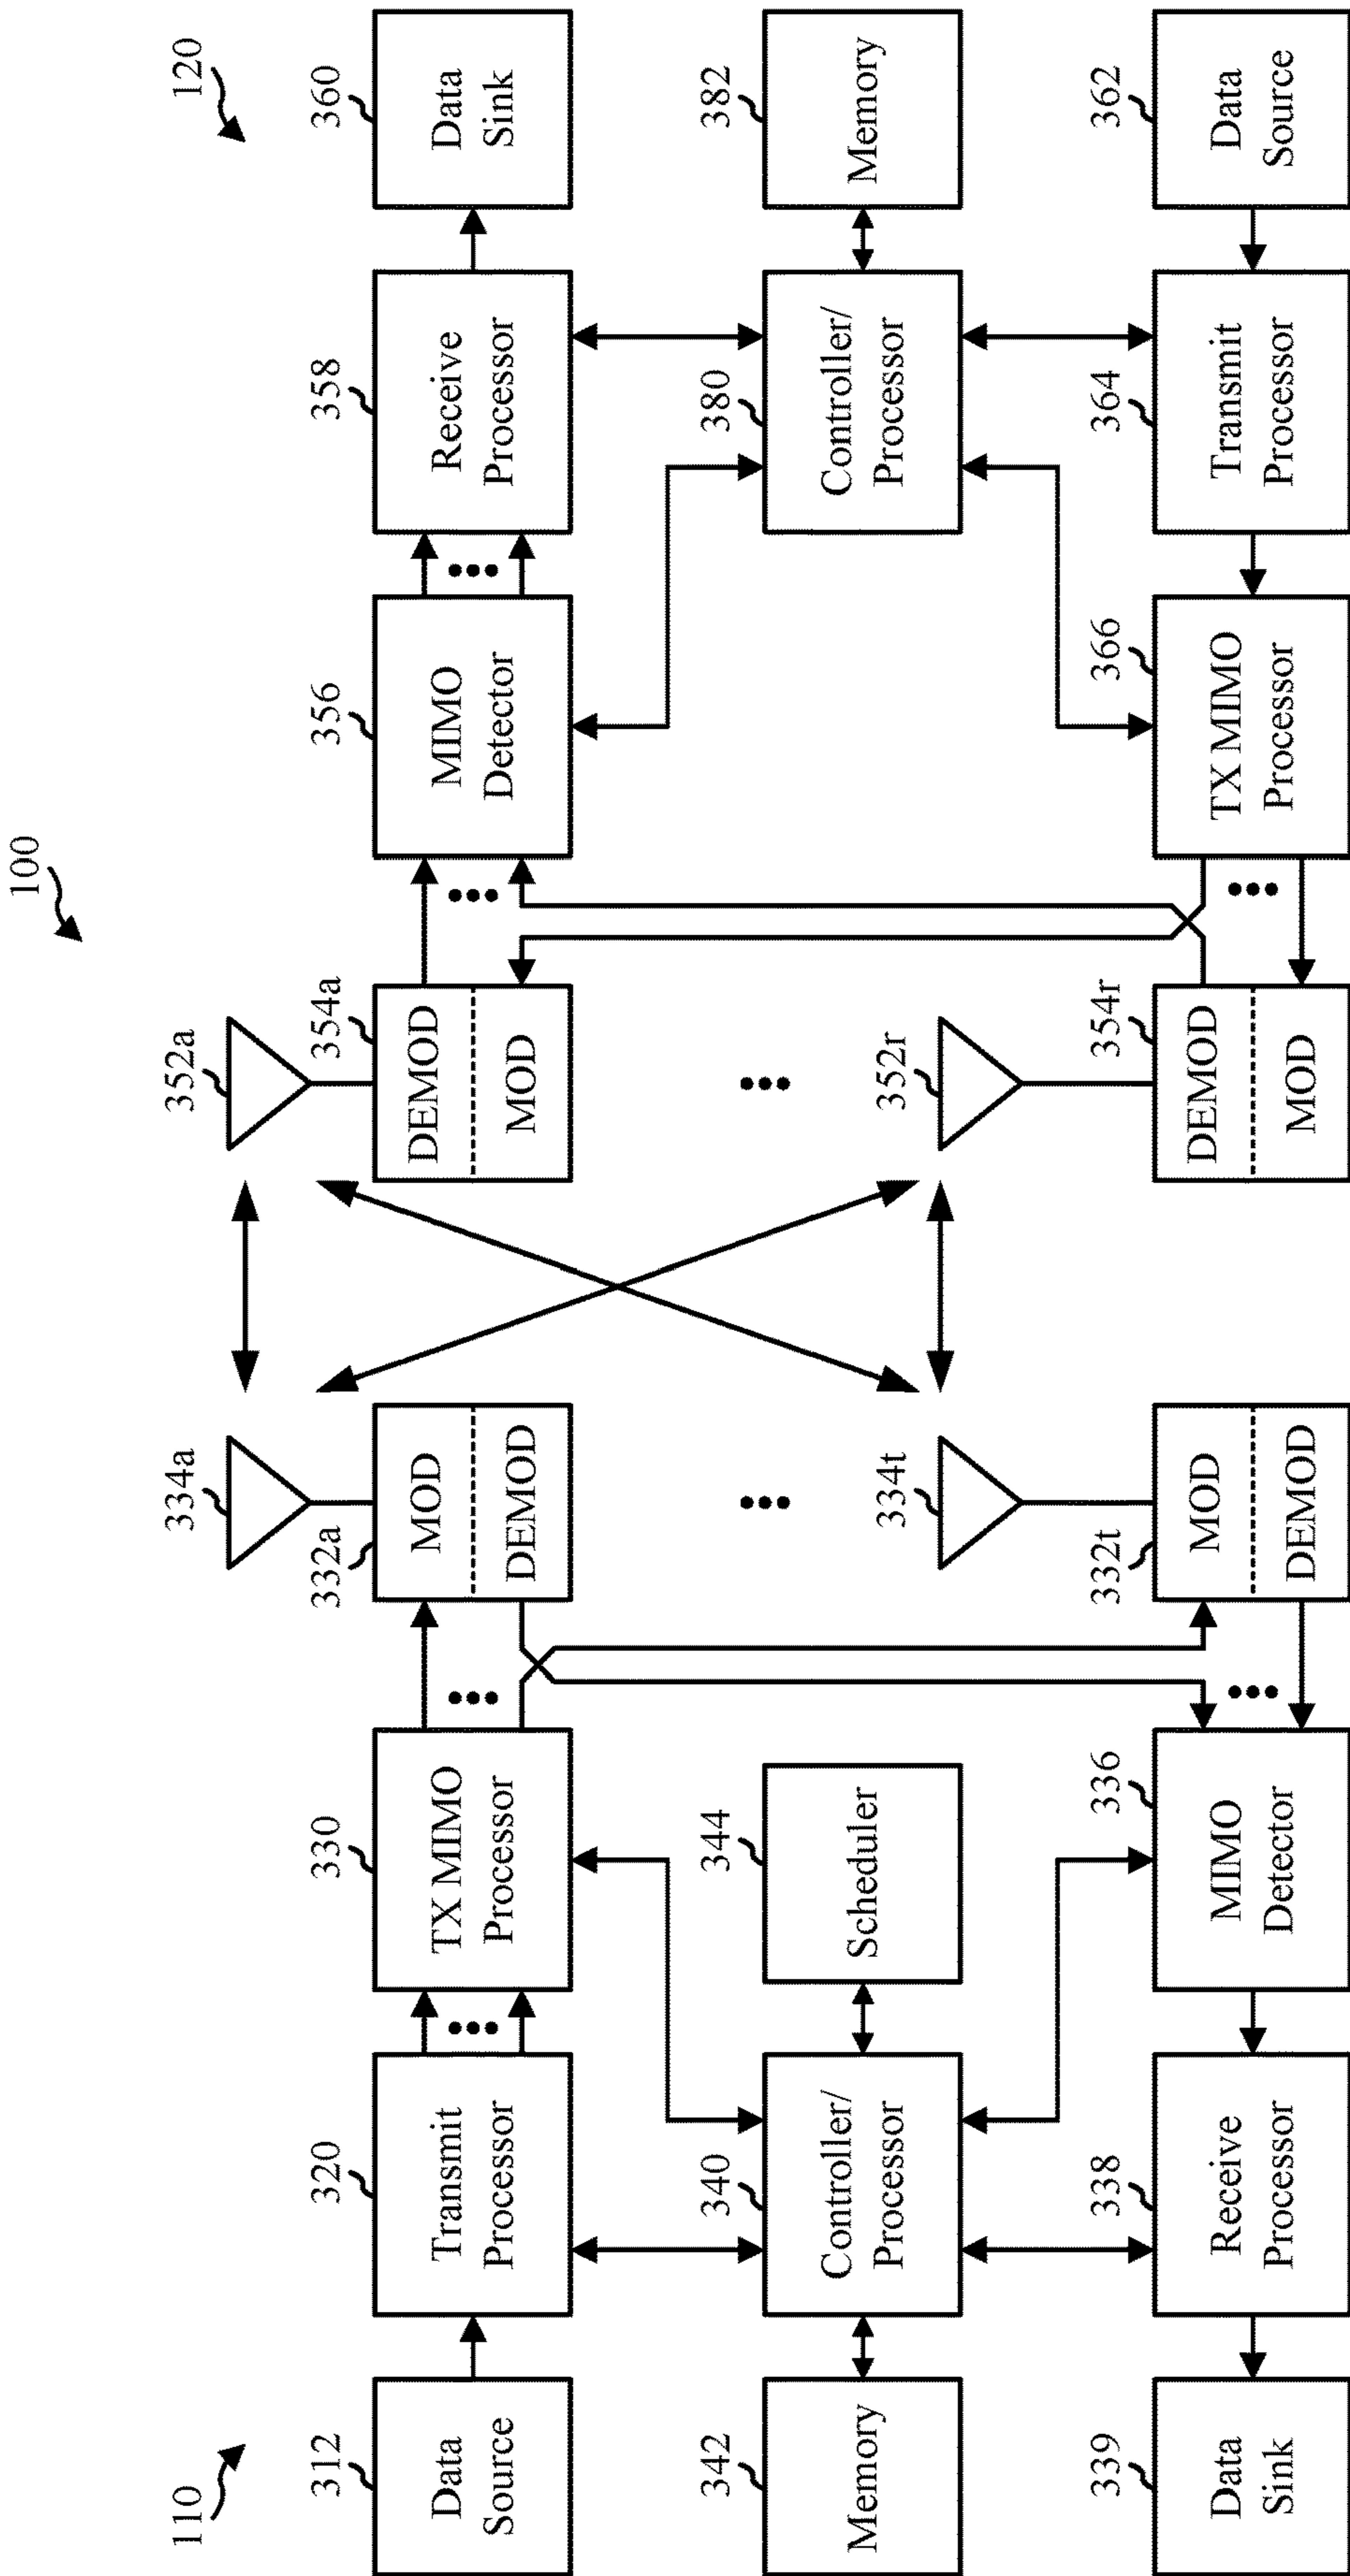 100
110
120
334a
352a
312
Data
Source
320
Transmit
Processor
330
TX MIMO
Processor
332a
MOD
DEMOD
354a
DEMOD
MOD
356
MIMO
Detector
358
Receive
Processor
360
Data
Sink
342
Memory
340
Controller/
Processor
344
Scheduler
380
Controller/
Processor
382
Memory
334t
352r
339
Data
Sink
338
Receive
Processor
336
MIMO
Detector
332t
MOD
DEMOD
354r
DEMOD
MOD
366
TX MIMO
Processor
364
Transmit
Processor
362
Data
Source